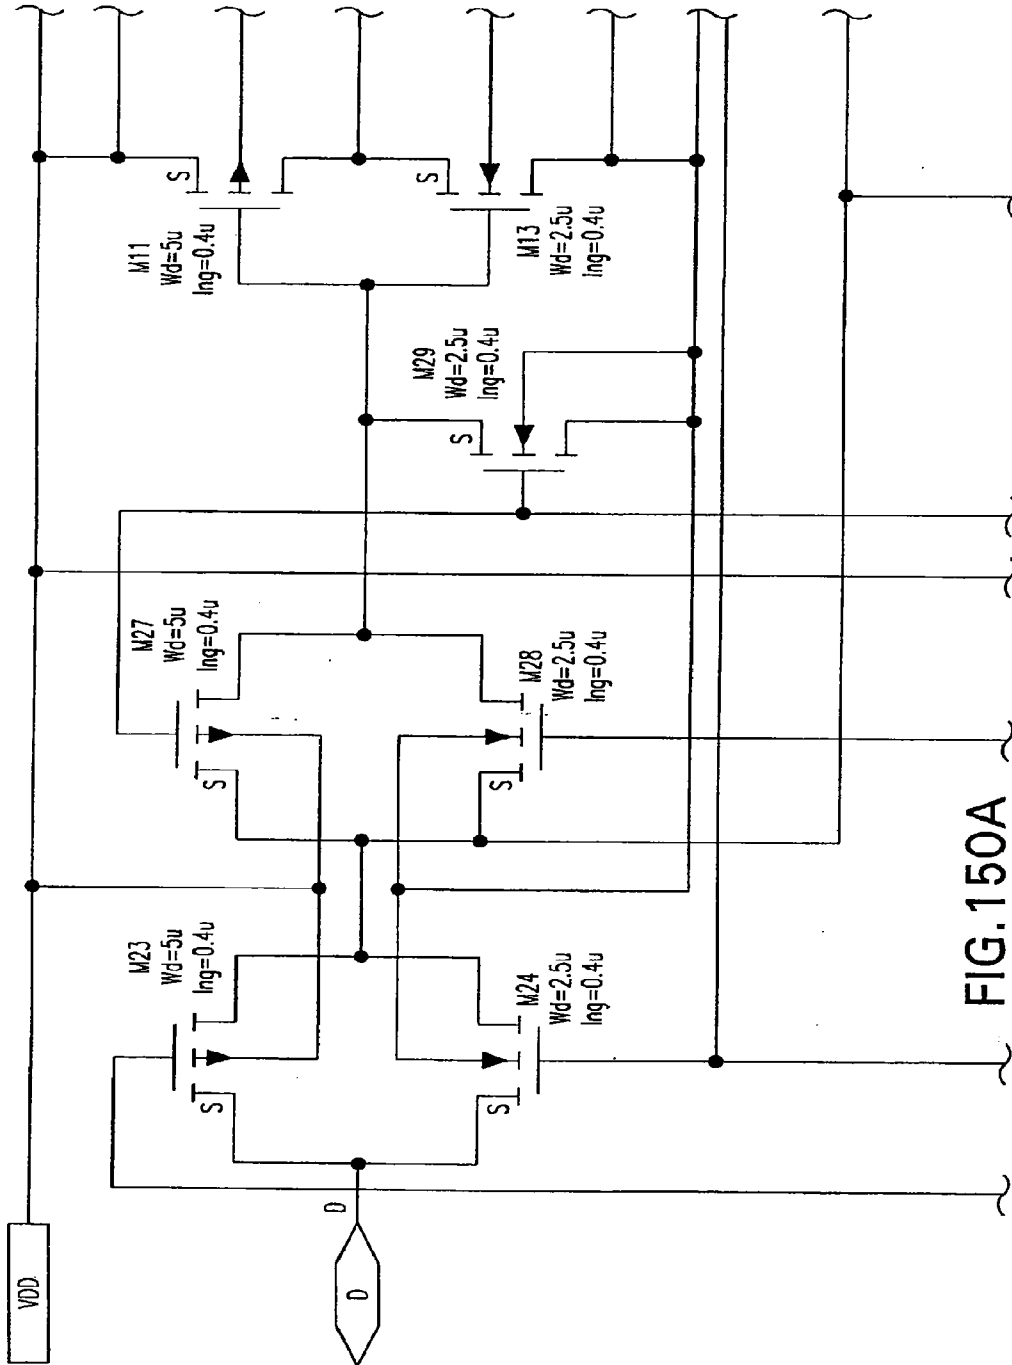 VDD
D
D
M23
Wd=5u
lng=0.4u
S
M24
Wd=2.5u
lng=0.4u
S
M27
Wd=5u
lng=0.4u
S
M28
Wd=2.5u
lng=0.4u
S
M29
Wd=2.5u
lng=0.4u
S
M11
Wd=5u
lng=0.4u
S
M13
Wd=2.5u
lng=0.4u
S
FIG.150A